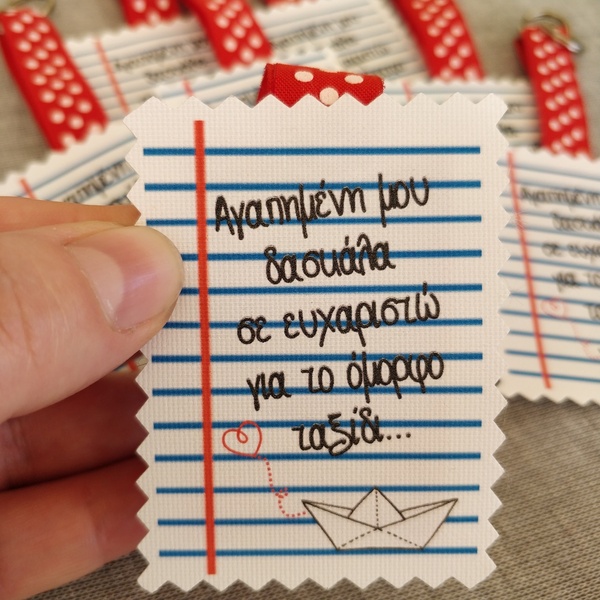 Αγαπημένη μου
δασκάλα
σε ευχαριστώ
για το όμορφο
ταξίδι...